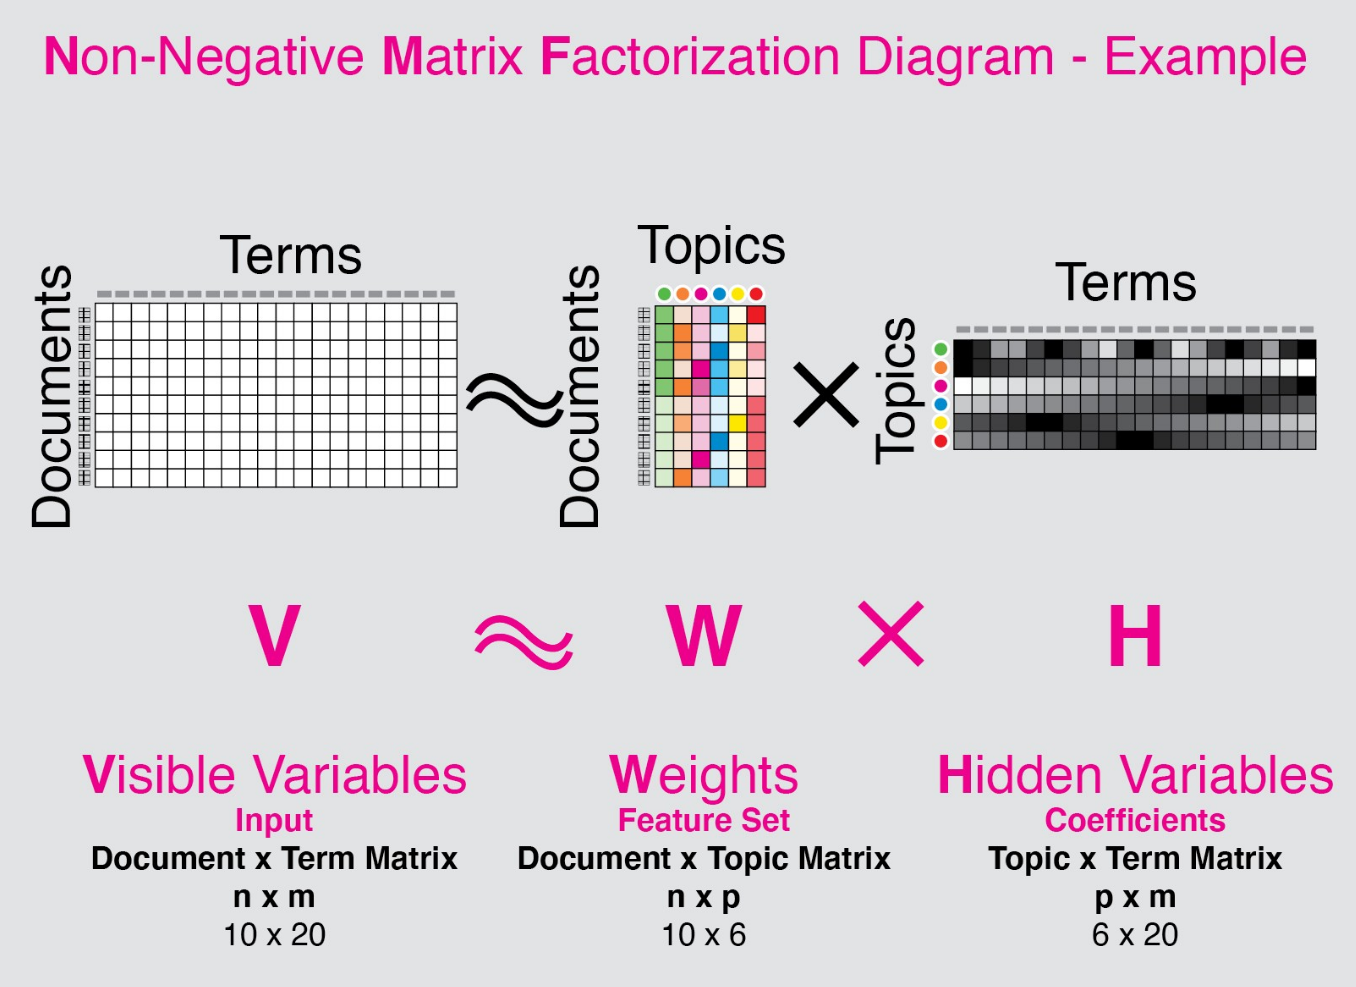 Non-Negative Matrix Factorization Diagram - Example
Terms
Documents
≈
Topics
Documents
×
Terms
Topics
V ≈ W × H
Visible Variables
Input
Document x Term Matrix
n x m
10 x 20
Weights
Feature Set
Document x Topic Matrix
n x p
10 x 6
Hidden Variables
Coefficients
Topic x Term Matrix
p x m
6 x 20